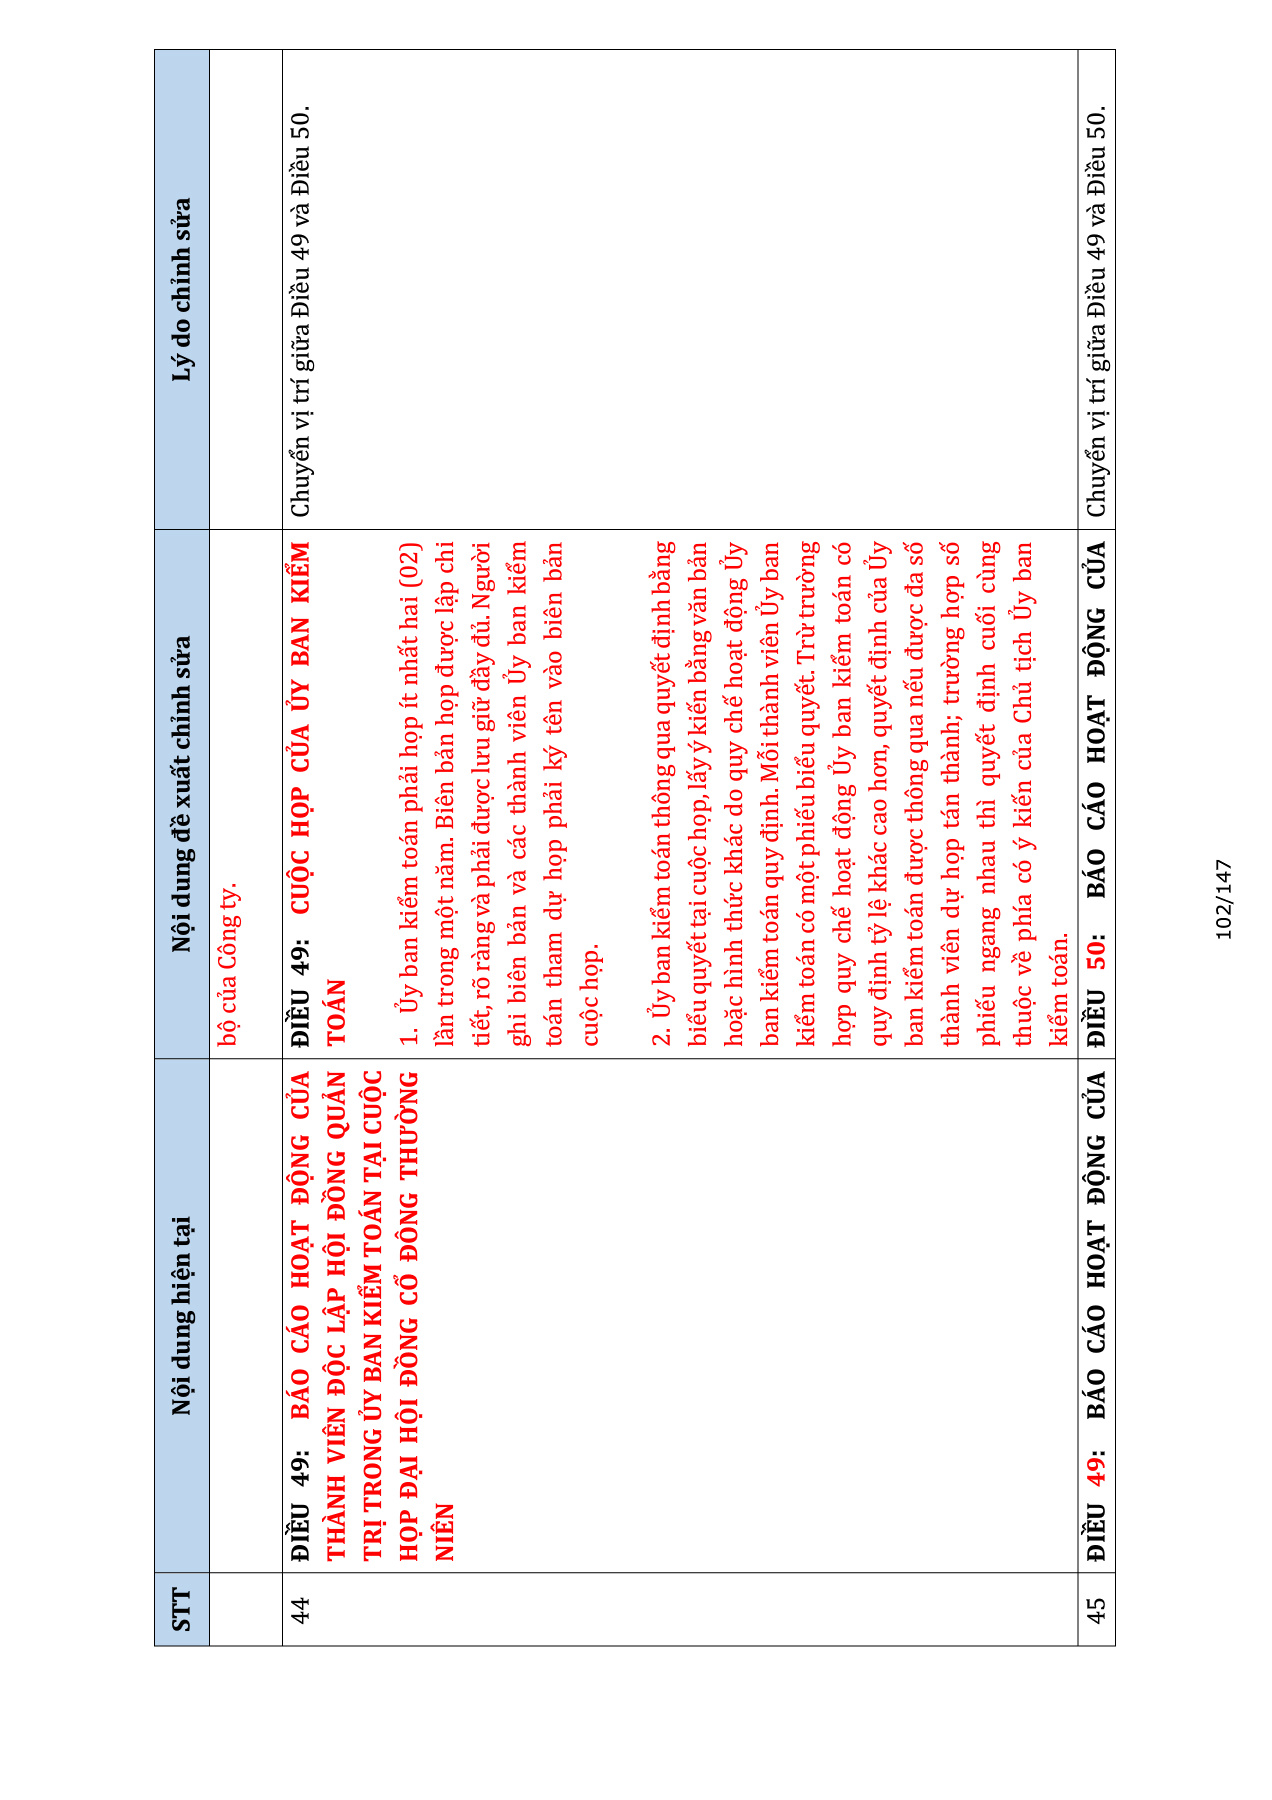 STT
Nội dung hiện tại
Nội dung đề xuất chỉnh sửa
Lý do chỉnh sửa
bộ của Công ty.
44
ĐIỀU 49: BÁO CÁO HOẠT ĐỘNG CỦA
THÀNH VIÊN ĐỘC LẬP HỘI ĐỒNG QUẢN
TRỊ TRONG ỦY BAN KIỂM TOÁN TẠI CUỘC
HỌP ĐẠI HỘI ĐỒNG CỔ ĐÔNG THƯỜNG
NIÊN
ĐIỀU 49: CUỘC HỌP CỦA ỦY BAN KIỂM
TOÁN
1. Ủy ban kiểm toán phải họp ít nhất hai (02)
lần trong một năm. Biên bản họp được lập chi
tiết, rõ ràng và phải được lưu giữ đầy đủ. Người
ghi biên bản và các thành viên Ủy ban kiểm
toán tham dự họp phải ký tên vào biên bản
cuộc họp.
2. Ủy ban kiểm toán thông qua quyết định bằng
biểu quyết tại cuộc họp, lấy ý kiến bằng văn bản
hoặc hình thức khác do quy chế hoạt động Ủy
ban kiểm toán quy định. Mỗi thành viên Ủy ban
kiểm toán có một phiếu biểu quyết. Trừ trường
hợp quy chế hoạt động Ủy ban kiểm toán có
quy định tỷ lệ khác cao hơn, quyết định của Ủy
ban kiểm toán được thông qua nếu được đa số
thành viên dự họp tán thành; trường hợp số
phiếu ngang nhau thì quyết định cuối cùng
thuộc về phía có ý kiến của Chủ tịch Ủy ban
kiểm toán.
Chuyển vị trí giữa Điều 49 và Điều 50.
45
ĐIỀU 49: BÁO CÁO HOẠT ĐỘNG CỦA
ĐIỀU 50: BÁO CÁO HOẠT ĐỘNG CỦA
Chuyển vị trí giữa Điều 49 và Điều 50.
102/147